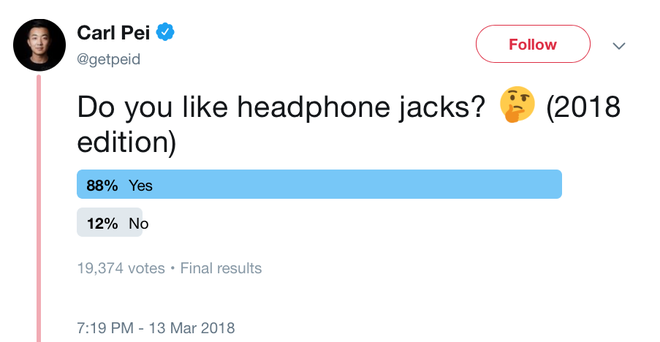 Carl Pei
@getpeid
Follow
Do you like headphone jacks? 🤔 (2018
edition)
88% Yes
12% No
19,374 votes • Final results
7:19 PM - 13 Mar 2018